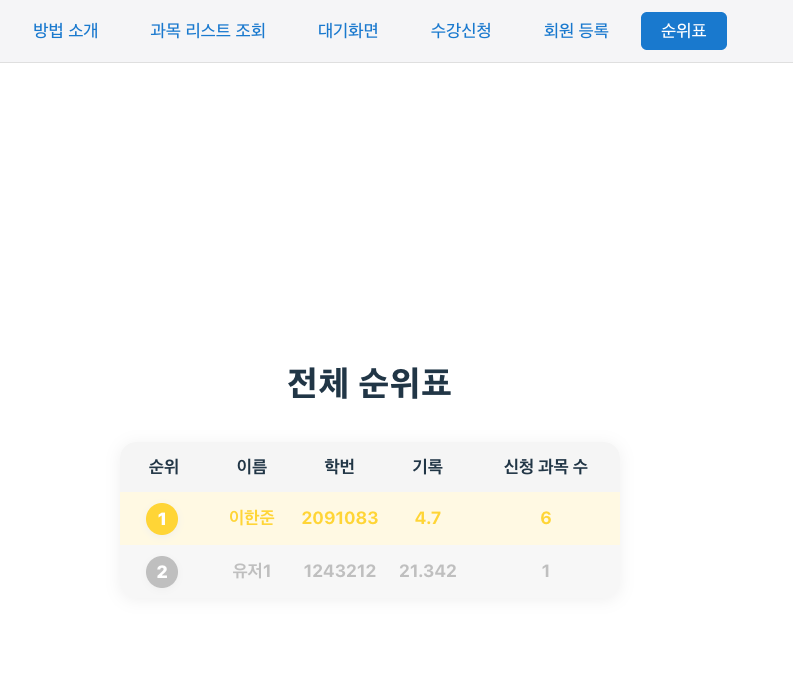 방법 소개 과목 리스트 조회 대기화면 수강신청 회원 등록 순위표
전체 순위표
순위 이름 학번 기록 신청 과목 수
1 이한준 2091083 4.7 6
2 유저1 1243212 21.342 1